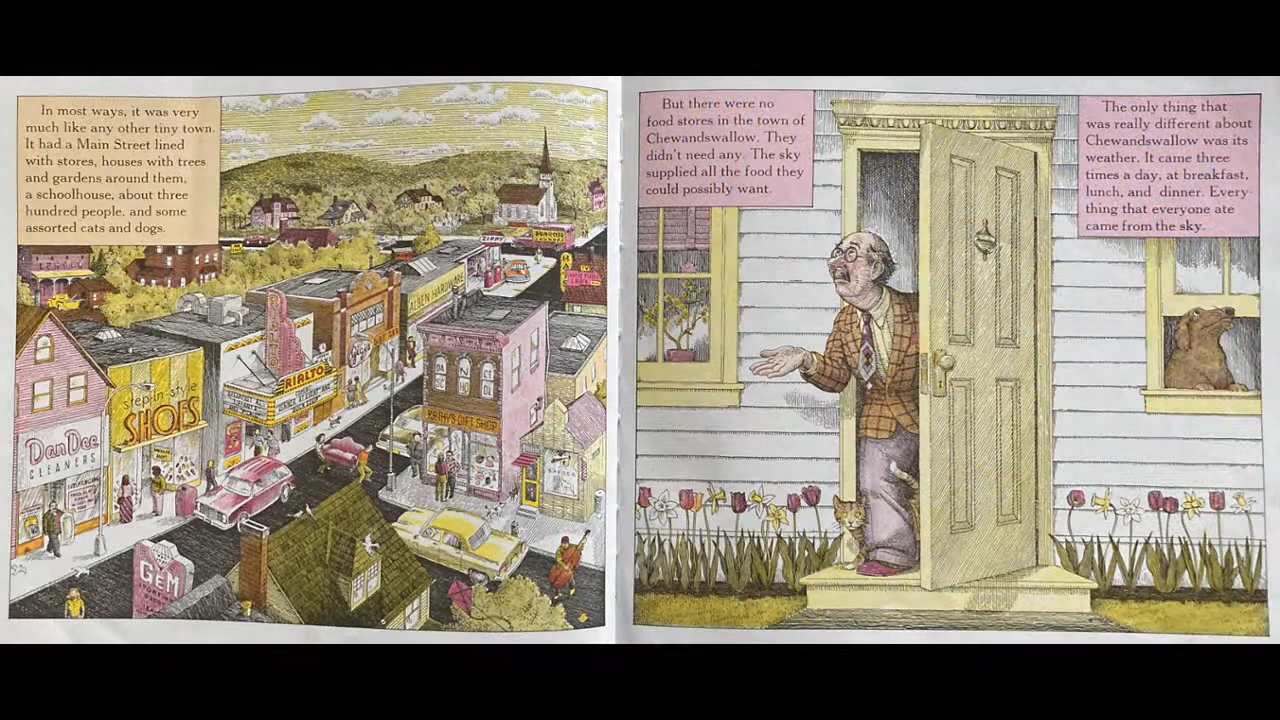 In most ways, it was very
much like any other tiny town.
It had a Main Street lined
with stores, houses with trees
and gardens around them,
a schoolhouse, about three
hundred people, and some
assorted cats and dogs.
ZIPPY
RIALTO
RIALTO
step-in-style
SHOES
DanDee
CLEANERS
GEM
GIFT SHOP
But there were no
food stores in the town of
Chewandswallow. They
didn't need any. The sky
supplied all the food they
could possibly want.
The only thing that
was really different about
Chewandswallow was its
weather. It came three
times a day, at breakfast,
lunch, and dinner. Every-
thing that everyone ate
came from the sky.